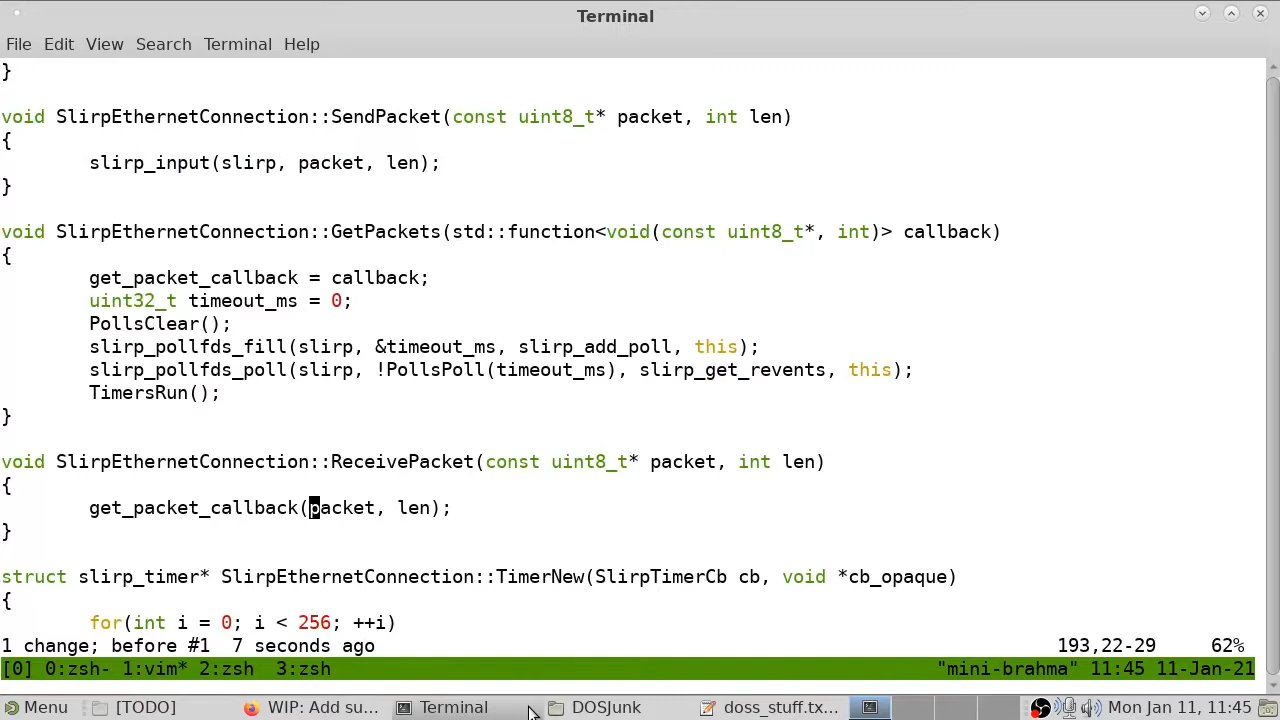 Terminal
File Edit View Search Terminal Help
}
void SlirpEthernetConnection::SendPacket(const uint8_t* packet, int len)
{
slirp_input(slirp, packet, len);
}
void SlirpEthernetConnection::GetPackets(std::function<void(const uint8_t*, int)> callback)
{
get_packet_callback = callback;
uint32_t timeout_ms = 0;
PollsClear();
slirp_pollfds_fill(slirp, &timeout_ms, slirp_add_poll, this);
slirp_pollfds_poll(slirp, !PollsPoll(timeout_ms), slirp_get_revents, this);
TimersRun();
}
void SlirpEthernetConnection::ReceivePacket(const uint8_t* packet, int len)
{
get_packet_callback(packet, len);
}
struct slirp_timer* SlirpEthernetConnection::TimerNew(SlirpTimerCb cb, void *cb_opaque)
{
for(int i = 0; i < 256; ++i)
1 change; before #1  7 seconds ago 193,22-29 62%
[0] 0:zsh- 1:vim* 2:zsh  3:zsh "mini-brahma" 11:45 11-Jan-21
Menu [TODO] WIP: Add su... Terminal DOSJunk doss_stuff.tx... Mon Jan 11, 11:45